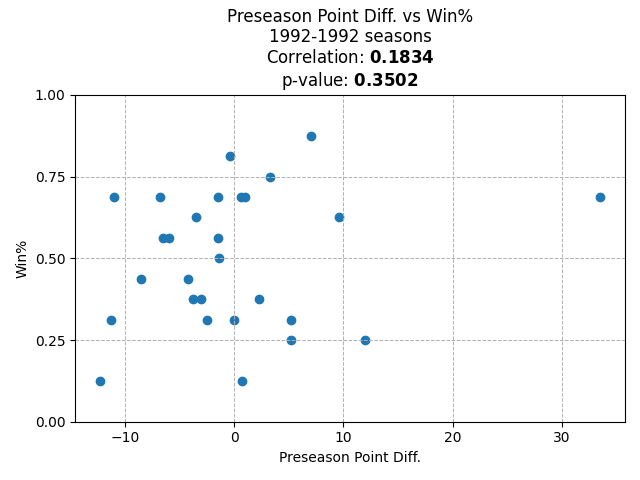 Preseason Point Diff. vs Win%
1992-1992 seasons
Correlation: 0.1834
p-value: 0.3502
1.00
0.75
0.50
0.25
0.00
Win%
−10
0
10
20
30
Preseason Point Diff.